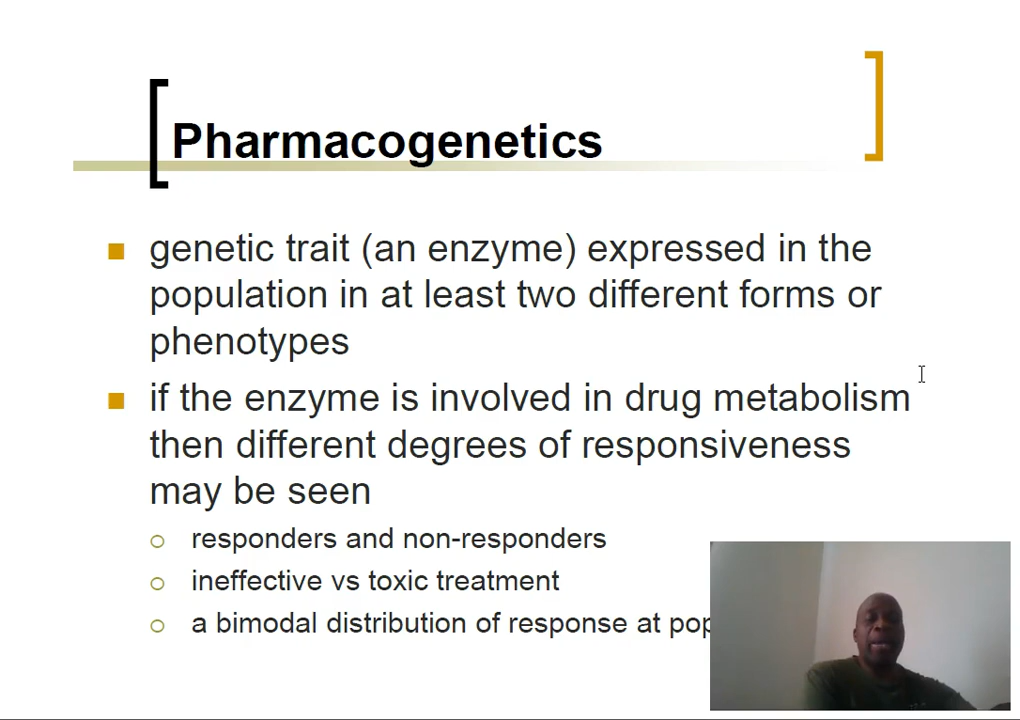 Pharmacogenetics
genetic trait (an enzyme) expressed in the
population in at least two different forms or
phenotypes
if the enzyme is involved in drug metabolism
then different degrees of responsiveness
may be seen
responders and non-responders
ineffective vs toxic treatment
a bimodal distribution of response at